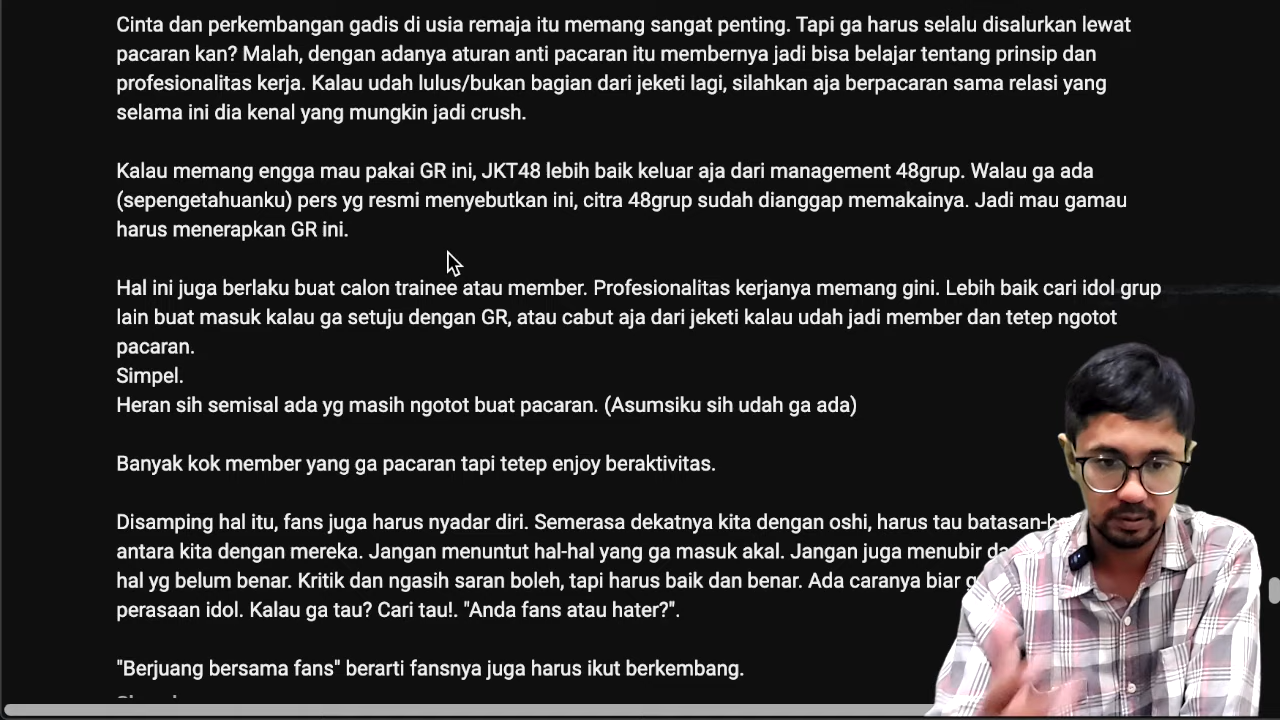 Cinta dan perkembangan gadis di usia remaja itu memang sangat penting. Tapi ga harus selalu disalurkan lewat
pacaran kan? Malah, dengan adanya aturan anti pacaran itu membernya jadi bisa belajar tentang prinsip dan
profesionalitas kerja. Kalau udah lulus/bukan bagian dari jeketi lagi, silahkan aja berpacaran sama relasi yang
selama ini dia kenal yang mungkin jadi crush.
Kalau memang engga mau pakai GR ini, JKT48 lebih baik keluar aja dari management 48grup. Walau ga ada
(sepengetahuanku) pers yg resmi menyebutkan ini, citra 48grup sudah dianggap memakainya. Jadi mau gamau
harus menerapkan GR ini.
Hal ini juga berlaku buat calon trainee atau member. Profesionalitas kerjanya memang gini. Lebih baik cari idol grup
lain buat masuk kalau ga setuju dengan GR, atau cabut aja dari jeketi kalau udah jadi member dan tetep ngotot
pacaran.
Simpel.
Heran sih semisal ada yg masih ngotot buat pacaran. (Asumsiku sih udah ga ada)
Banyak kok member yang ga pacaran tapi tetep enjoy beraktivitas.
Disamping hal itu, fans juga harus nyadar diri. Semerasa dekatnya kita dengan oshi, harus tau
antara kita dengan mereka. Jangan menuntut hal-hal yang ga masuk akal. Jangan juga menubir
hal yg belum benar. Kritik dan ngasih saran boleh, tapi harus baik dan benar. Ada caranya biar
perasaan idol. Kalau ga tau? Cari tau!. "Anda fans atau hater?".
"Berjuang bersama fans" berarti fansnya juga harus ikut berkembang.